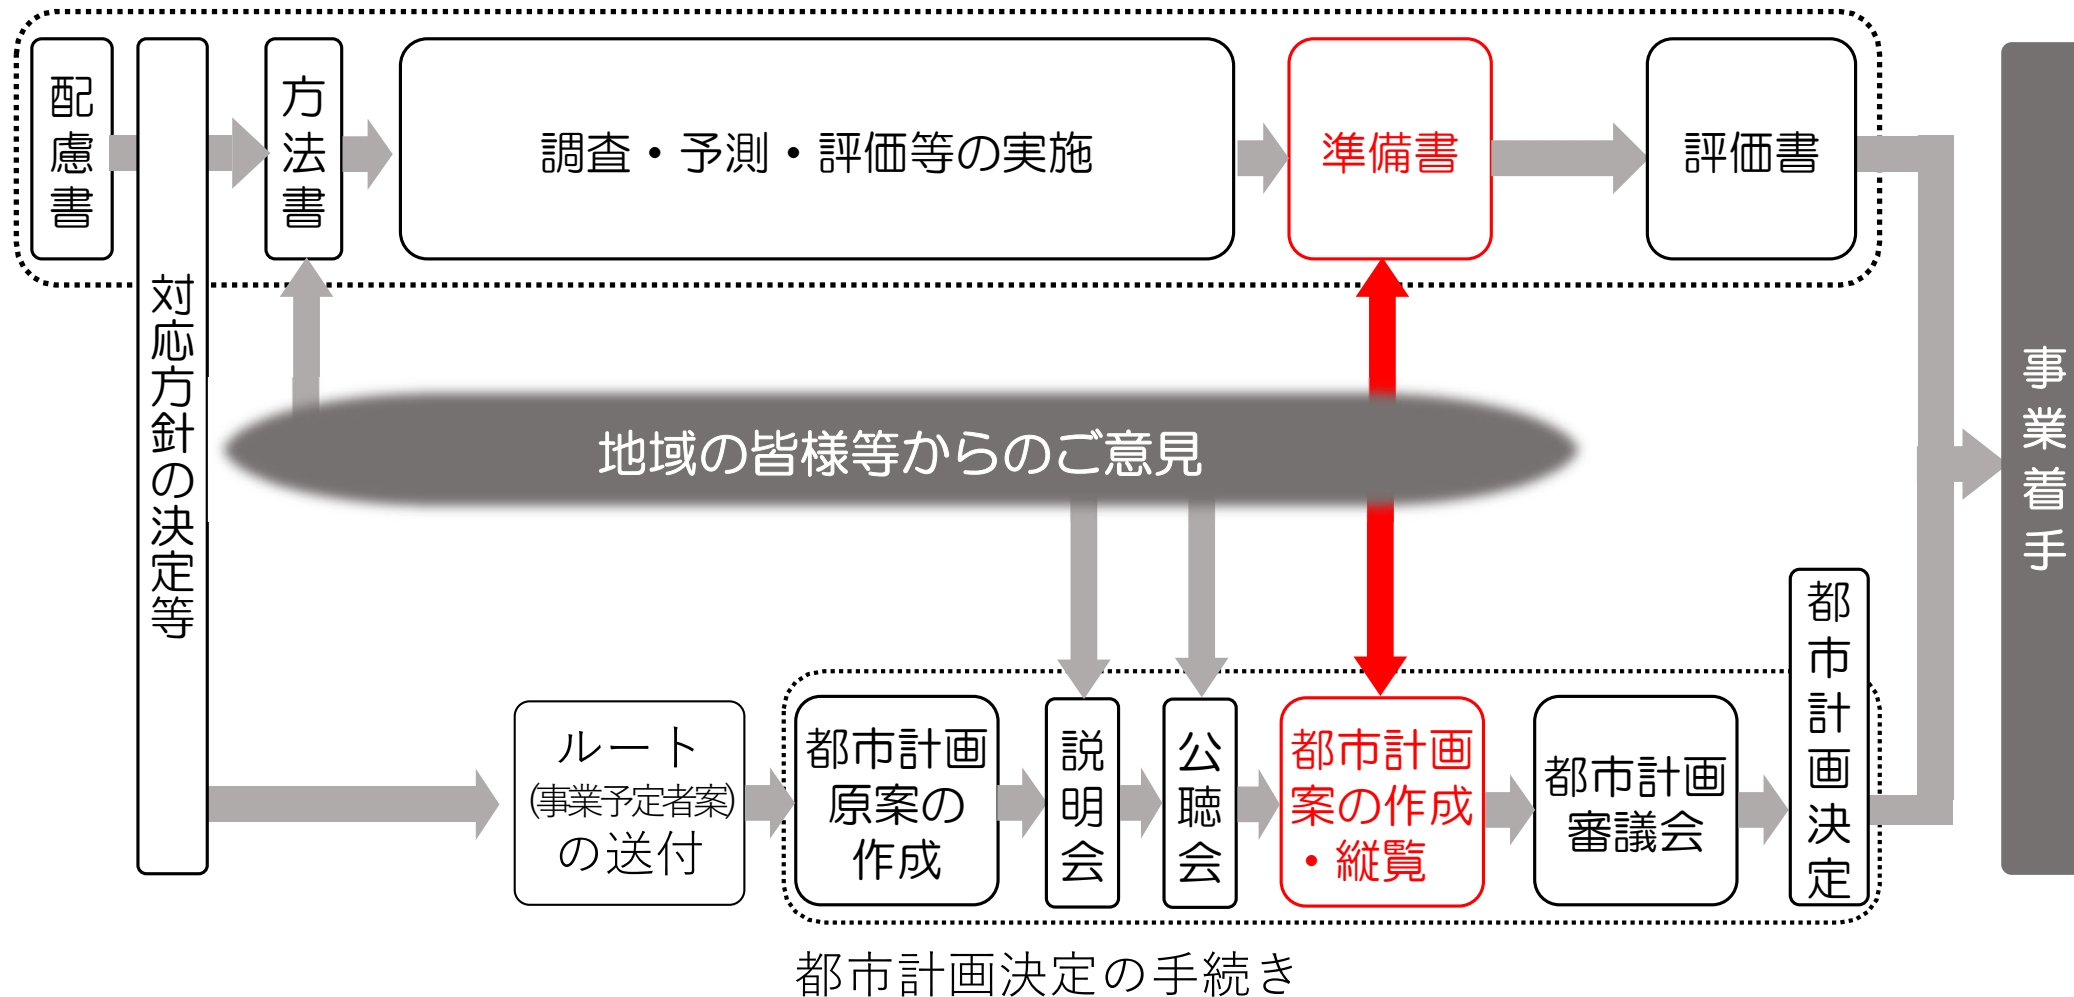 配慮書
対応方針の決定等
方法書
調査・予測・評価等の実施
準備書
評価書
事業着手
地域の皆様等からのご意見
ルート
(事業予定者案)
の送付
都市計画
原案の
作成
説明会
公聴会
都市計画
案の作成
・縦覧
都市計画
審議会
都市計画決定
都市計画決定の手続き